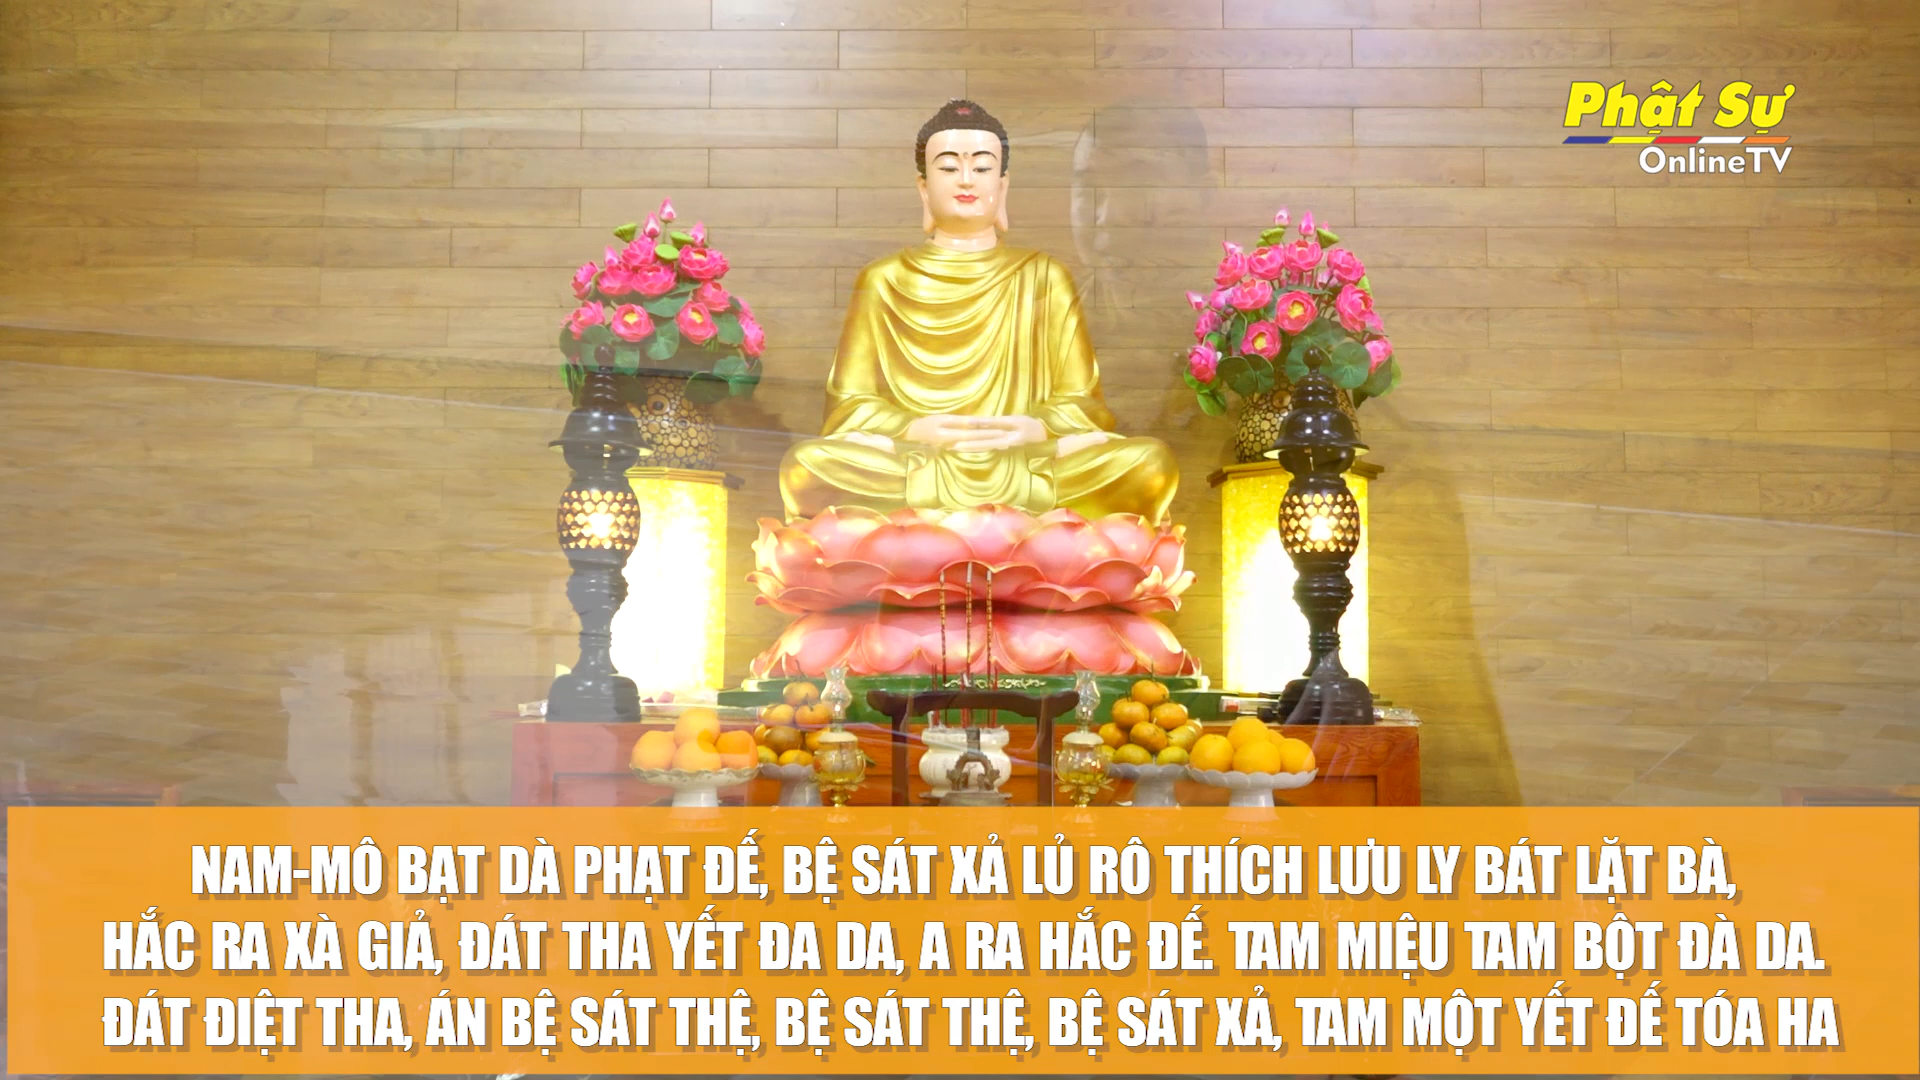 Phật Sự
OnlineTV
NAM-MÔ BẠT DÀ PHẠT ĐẾ, BỆ SÁT XẢ LỦ RÔ THÍCH LƯU LY BÁT LẶT BÀ,
HẮC RA XÀ GIẢ, ĐÁT THA YẾT ĐA DA, A RA HẮC ĐẾ. TAM MIỆU TAM BỘT ĐÀ DA.
ĐÁT ĐIỆT THA, ÁN BỆ SÁT THỆ, BỆ SÁT THỆ, BỆ SÁT XẢ, TAM MỘT YẾT ĐẾ TÓA HA